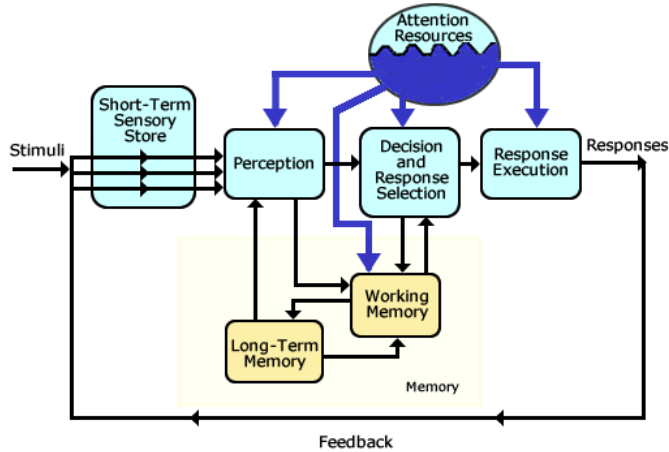 Attention
Resources
Short-Term
Sensory
Store
Stimuli
Perception
Decision
and
Response
Selection
Response
Execution
Responses
Working
Memory
Long-Term
Memory
Memory
Feedback